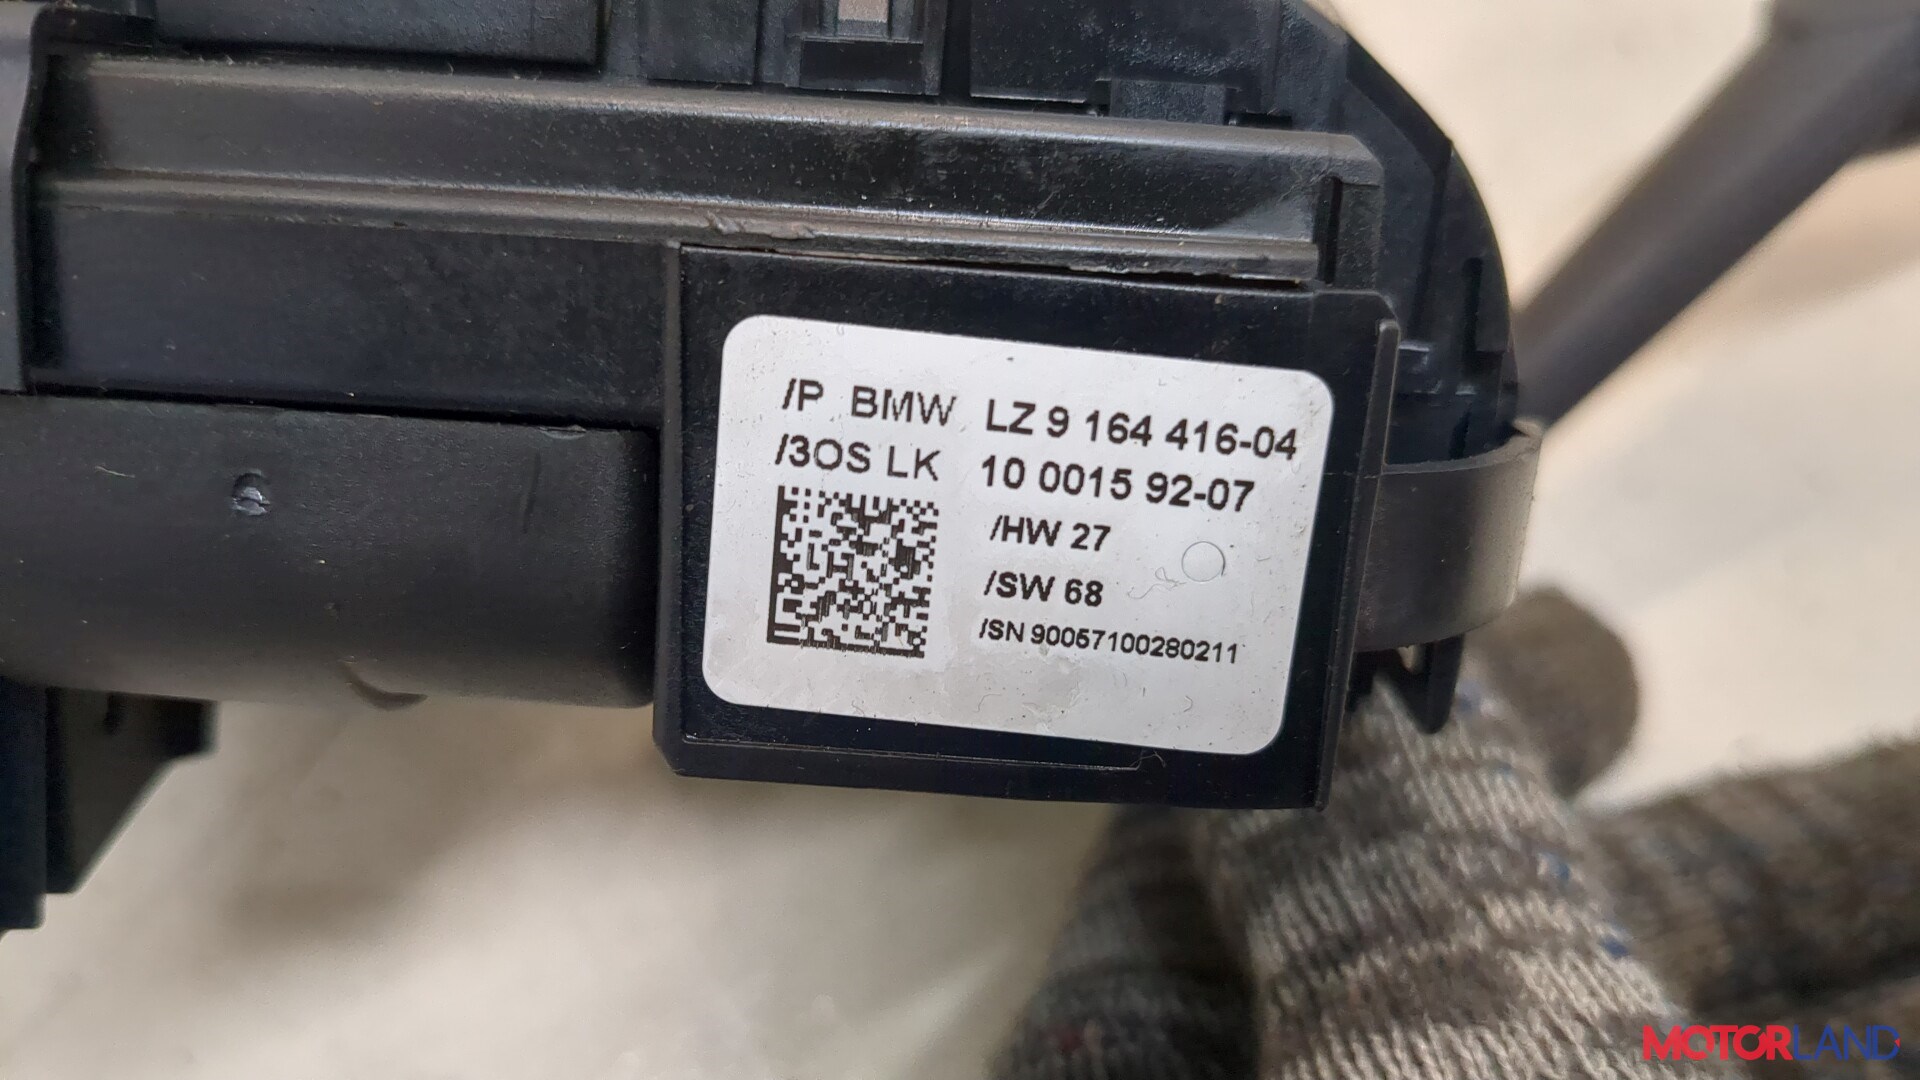 /P BMW LZ 9 164 416-04
/3OS LK 10 0015 92-07
/HW 27
/SW 68
/SN 90057100280211
MOTORLAND